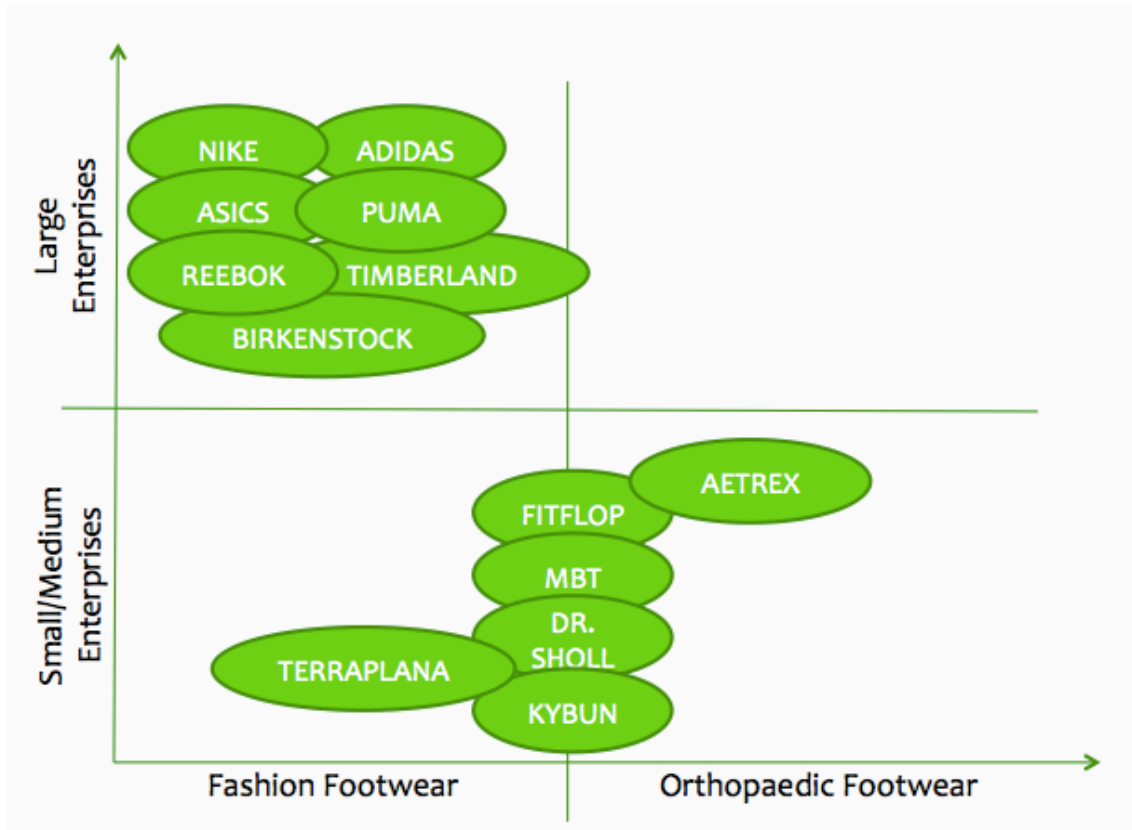 NIKE
ADIDAS
ASICS
PUMA
REEBOK
TIMBERLAND
BIRKENSTOCK
Large
Enterprises
AETREX
FITFLOP
MBT
DR.
SHOLL
TERRAPLANA
KYBUN
Small/Medium
Enterprises
Fashion Footwear
Orthopaedic Footwear